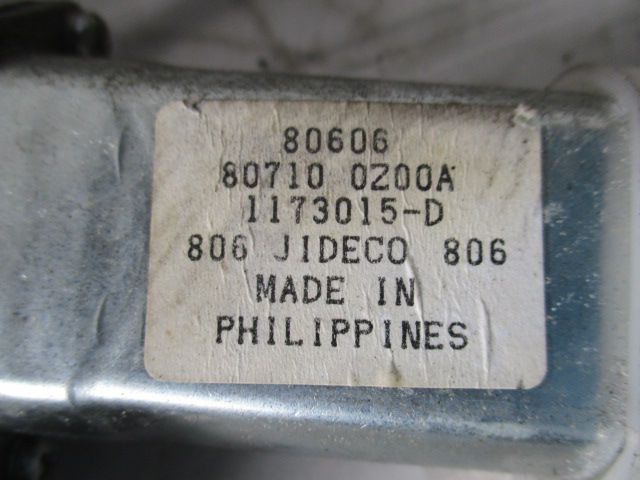 80606
80710 0Z00A
1173015-D
806 JIDECO 806
MADE IN
PHILIPPINES